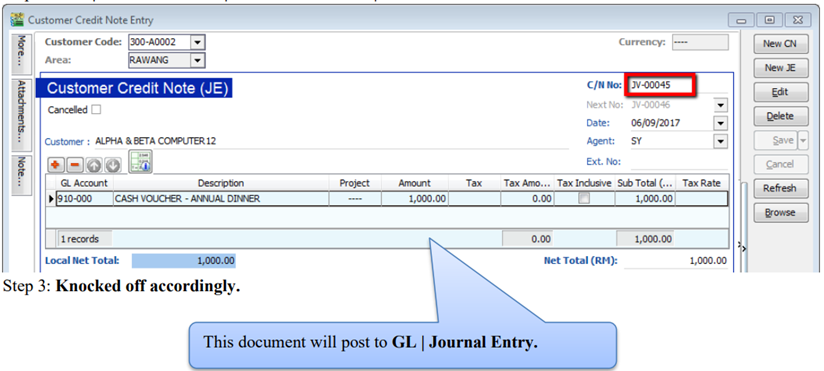 Customer Credit Note Entry
More...
Attachments...
Note...
Customer Code: 300-A0002
Currency: ----
Area: RAWANG
Customer Credit Note (JE)
C/N No: JV-00045
Cancelled
Next No: JV-00046
Date: 06/09/2017
Customer : ALPHA & BETA COMPUTER12
Agent: SY
Ext. No:
GL Account Description Project Amount Tax Tax Amo... Tax Inclusive Sub Total (... Tax Rate
910-000 CASH VOUCHER - ANNUAL DINNER ---- 1,000.00 0.00 1,000.00
1 records 0.00 1,000.00
Local Net Total: 1,000.00 Net Total (RM): 1,000.00
New CN
New JE
Edit
Delete
Save
Cancel
Refresh
Browse
Step 3: Knocked off accordingly.
This document will post to GL | Journal Entry.